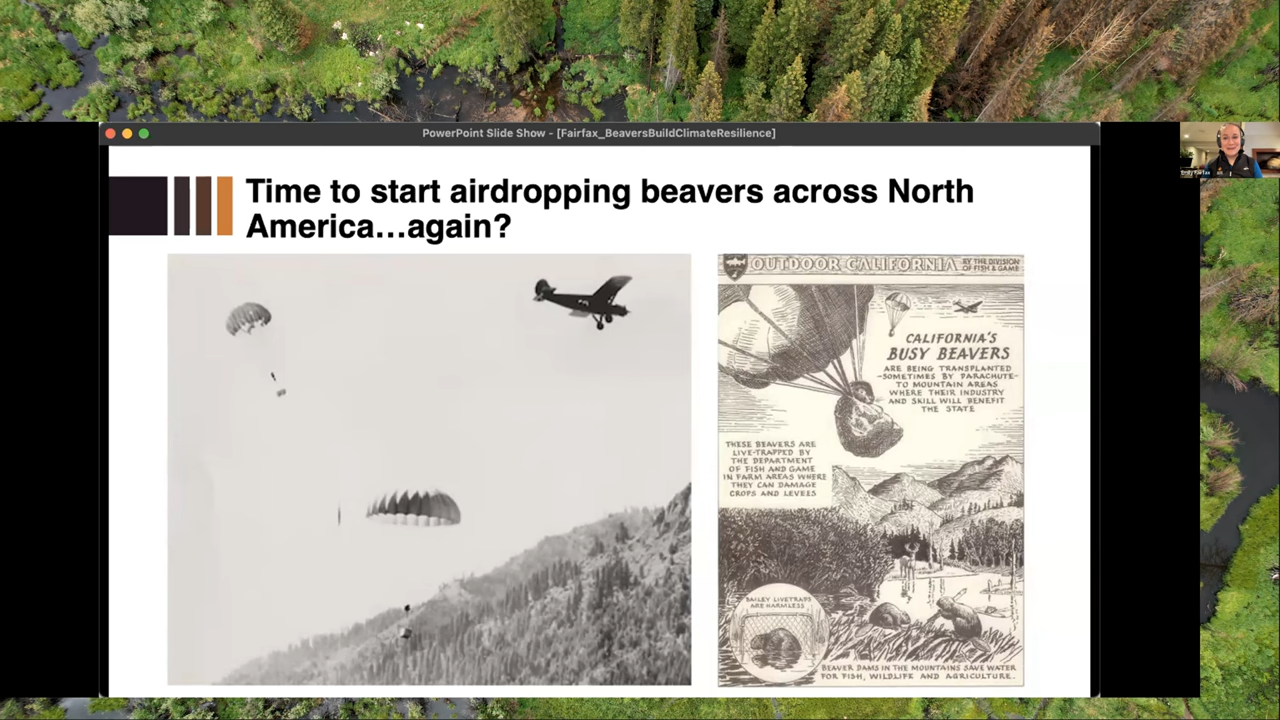 PowerPoint Slide Show - [Fairfax_BeaversBuildClimateResilience]
Emily Fairfax
Time to start airdropping beavers across North
America...again?
OUTDOOR CALIFORNIA
BY THE DIVISION
OF FISH & GAME
CALIFORNIA'S
BUSY BEAVERS
ARE BEING TRANSPLANTED
-SOMETIMES BY PARACHUTE-
TO MOUNTAIN AREAS
WHERE THEIR INDUSTRY
AND SKILL WILL BENEFIT
THE STATE
THESE BEAVERS ARE
LIVE-TRAPPED BY
THE DEPARTMENT
OF FISH AND GAME
IN FARM AREAS WHERE
THEY CAN DAMAGE
CROPS AND LEVEES
BAILEY LIVETRAPS
ARE HARMLESS
BEAVER DAMS IN THE MOUNTAINS SAVE WATER
FOR FISH, WILDLIFE AND AGRICULTURE.